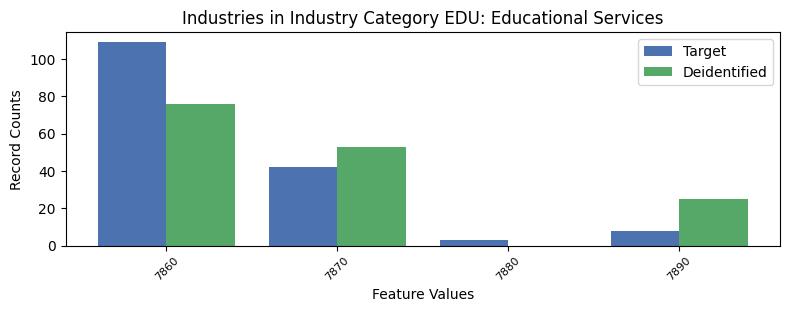 Industries in Industry Category EDU: Educational Services
Target
Deidentified
Record Counts
100
80
60
40
20
0
7860
7870
7880
7890
Feature Values